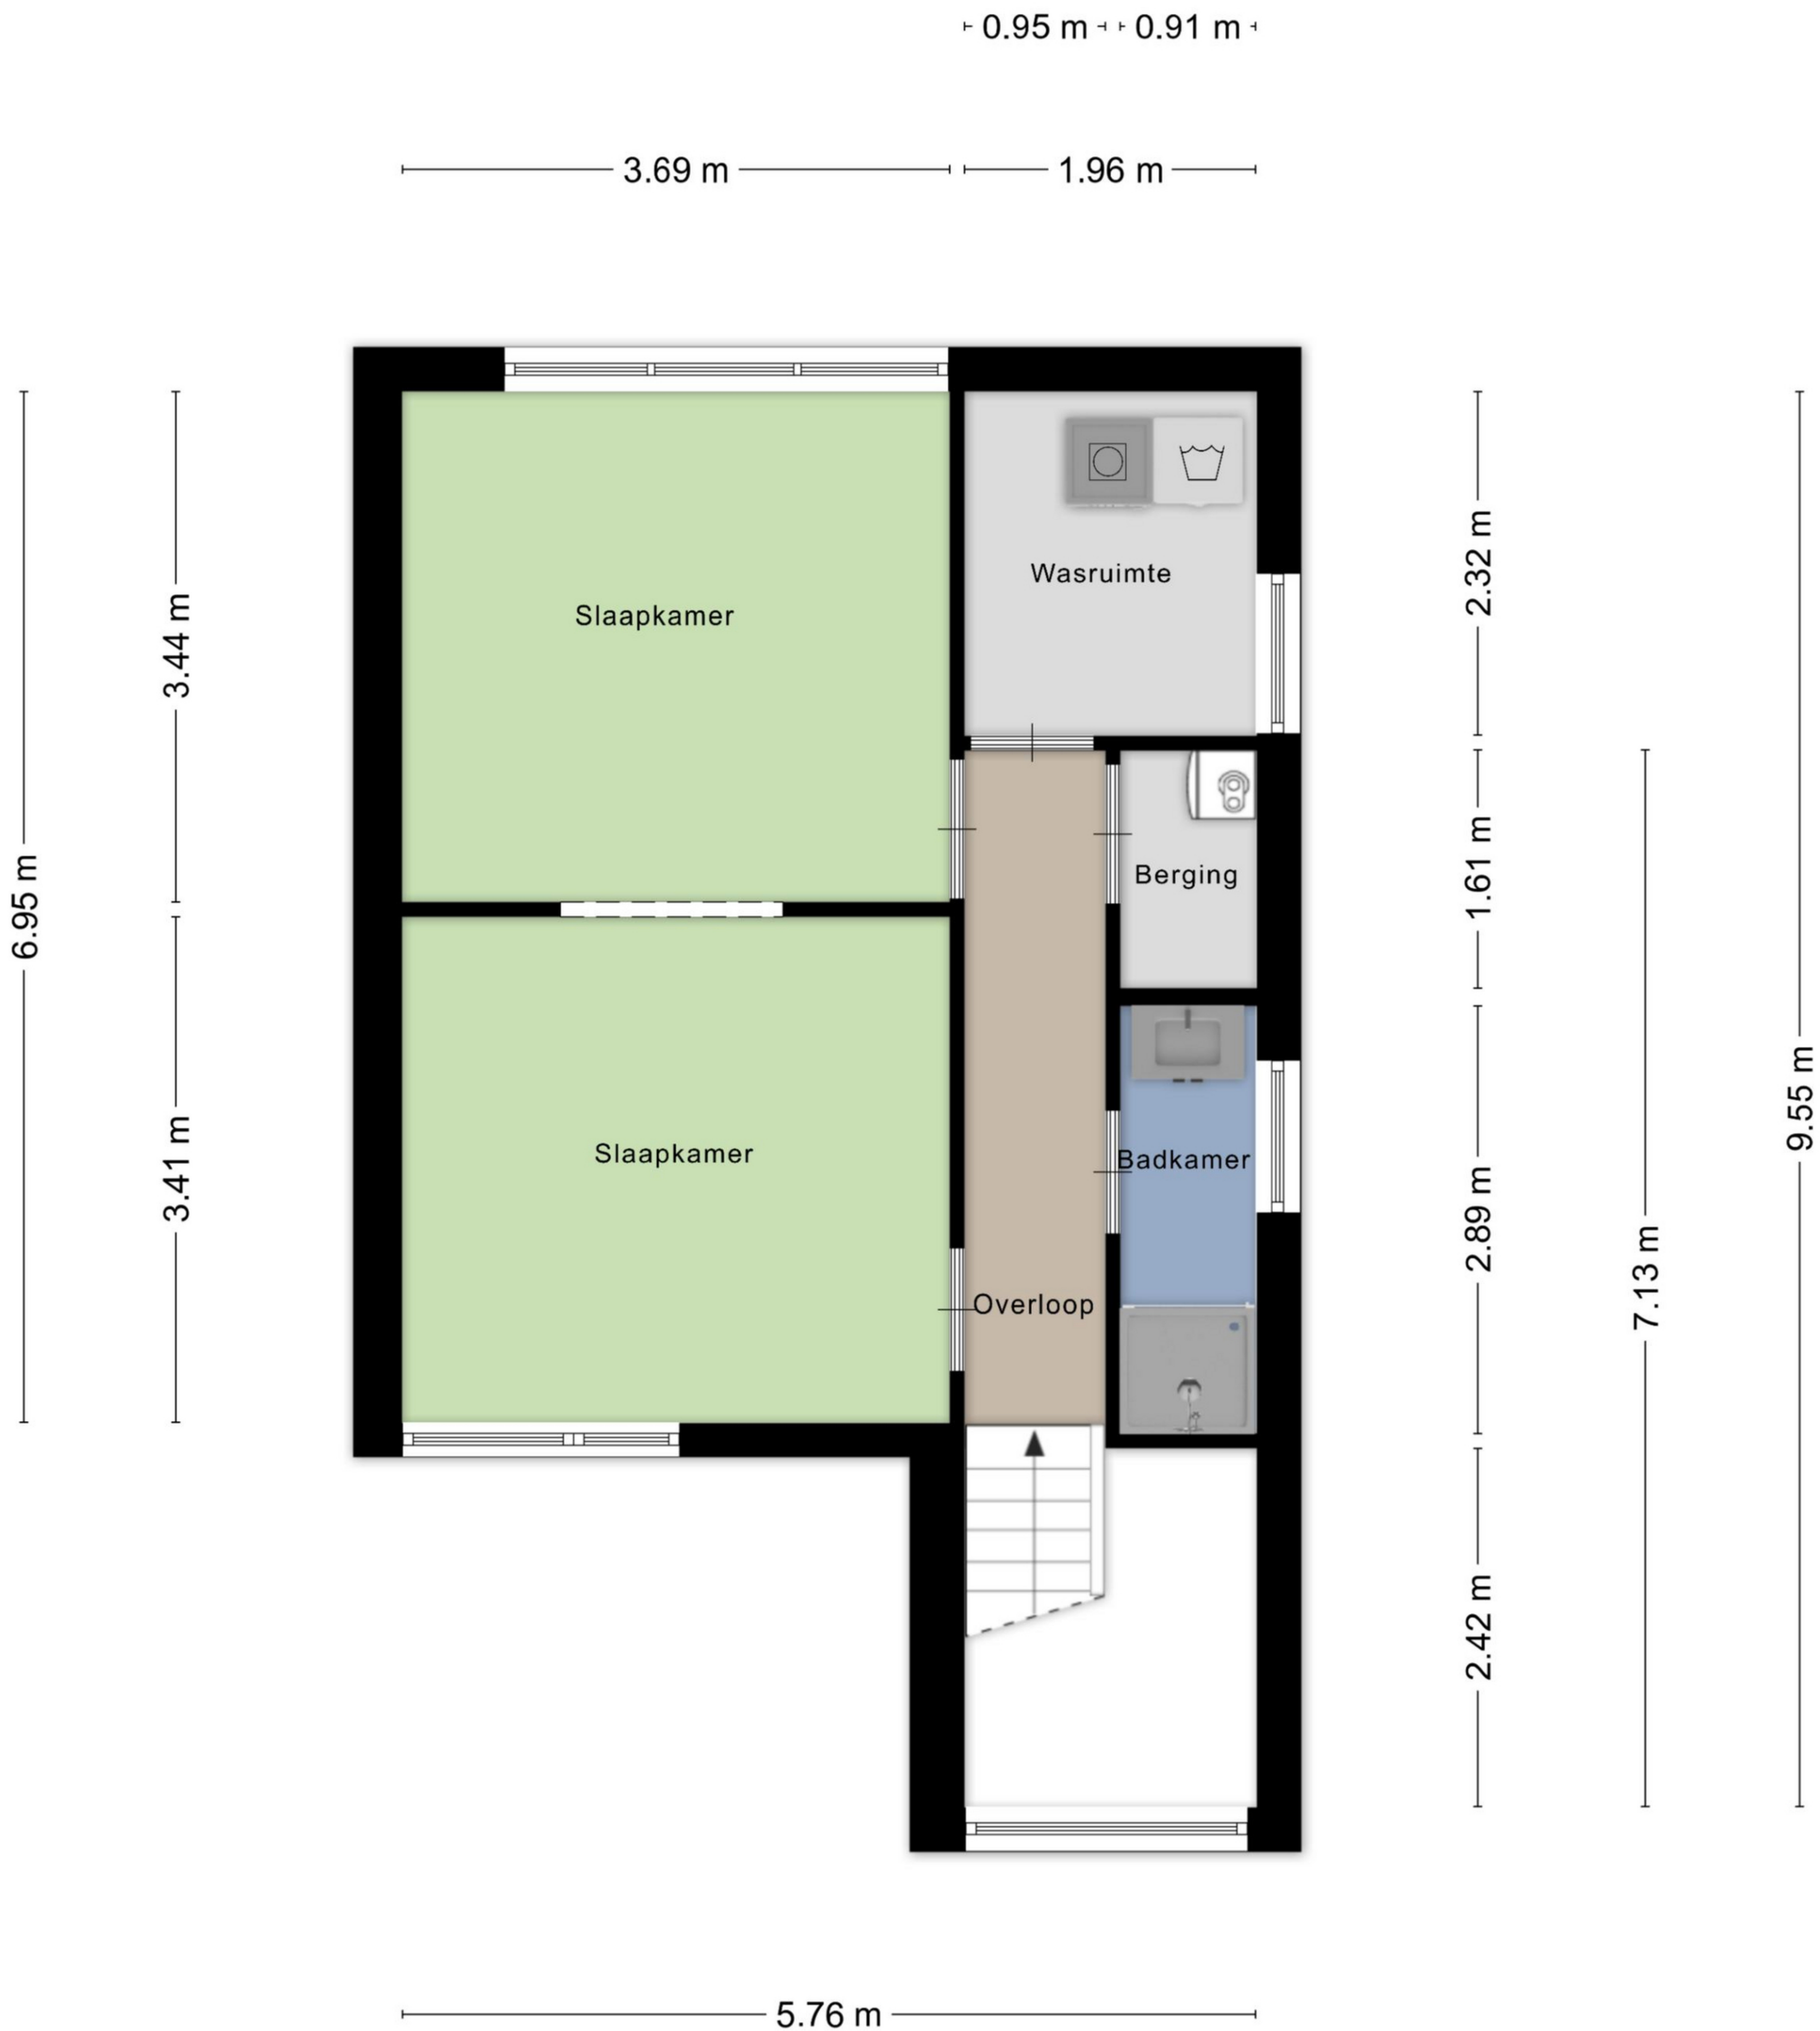 0.95 m
0.91 m
3.69 m
1.96 m
Slaapkamer
Wasruimte
2.32 m
3.44 m
6.95 m
Berging
1.61 m
9.55 m
Slaapkamer
Badkamer
3.41 m
2.89 m
7.13 m
Overloop
2.42 m
5.76 m